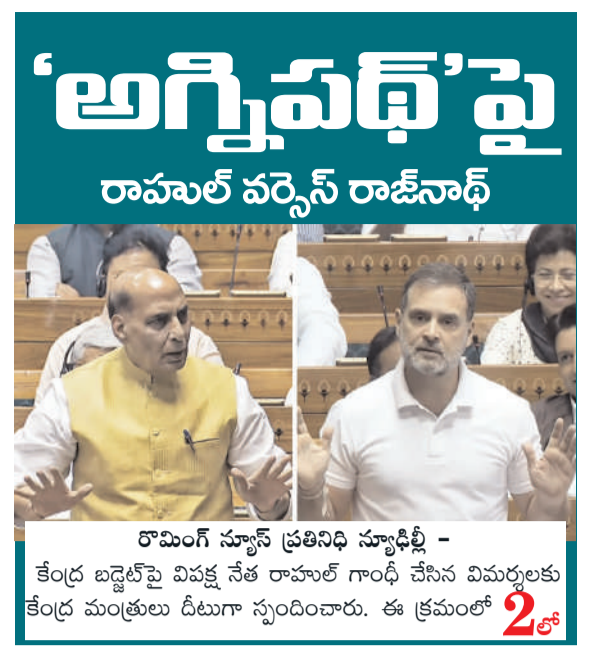 ‘అగ్నిపథ్’పై
రాహుల్ వర్సెస్ రాజ్‌నాథ్
రొమింగ్ న్యూస్ ప్రతినిధి న్యూఢిల్లీ –
కేంద్ర బడ్జెట్‌పై విపక్ష నేత రాహుల్ గాంధీ చేసిన విమర్శలకు
కేంద్ర మంత్రులు దీటుగా స్పందించారు. ఈ క్రమంలో 2లో